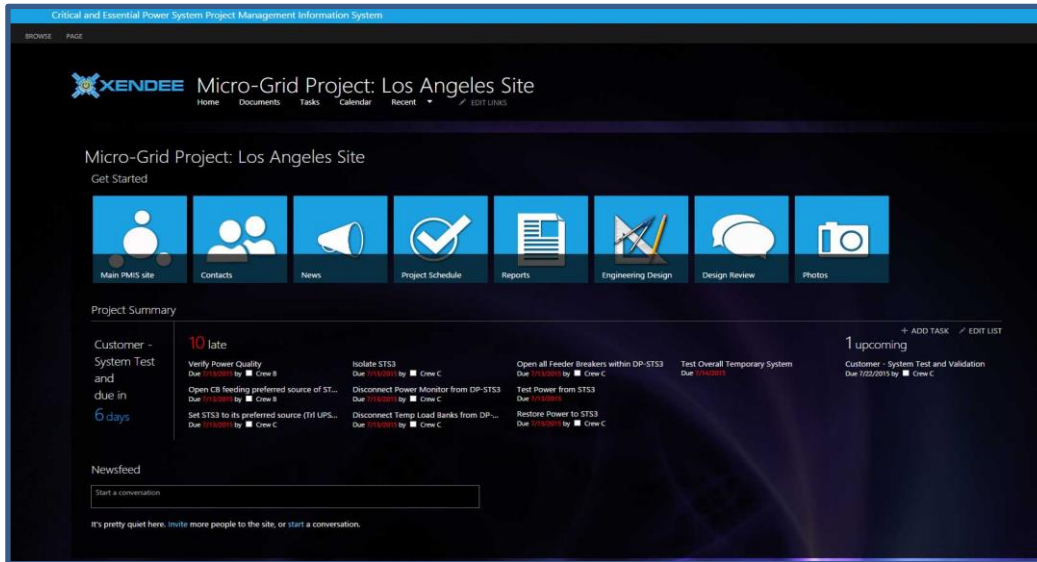 Critical and Essential Power System Project Management Information System
BROWSE PAGE
XENDEE Micro-Grid Project: Los Angeles Site
Home Documents Tasks Calendar Recent EDIT LINKS
Micro-Grid Project: Los Angeles Site
Get Started
Main PMIS site
Contacts
News
Project Schedule
Reports
Engineering Design
Design Review
Photos
Project Summary
+ ADD TASK EDIT LIST
Customer -
System Test
and
due in
6 days
10 late
Verify Power Quality
Due 7/13/2015 by Crew B
Open CB feeding preferred source of ST...
Due 7/13/2015 by Crew B
Set STS3 to its preferred source (Trl UPS...
Due 7/13/2015 by Crew C
Isolate STS3
Due 7/13/2015 by Crew C
Disconnect Power Monitor from DP-STS3
Due 7/13/2015 by Crew C
Disconnect Temp Load Banks from DP-...
Due 7/13/2015 by Crew C
Open all Feeder Breakers within DP-STS3
Due 7/13/2015 by Crew C
Test Power from STS3
Due 7/13/2015
Restore Power to STS3
Due 7/13/2015 by Crew C
Test Overall Temporary System
Due 7/14/2015
1 upcoming
Customer - System Test and Validation
Due 7/22/2015 by Crew C
Newsfeed
Start a conversation
It's pretty quiet here. Invite more people to the site, or start a conversation.